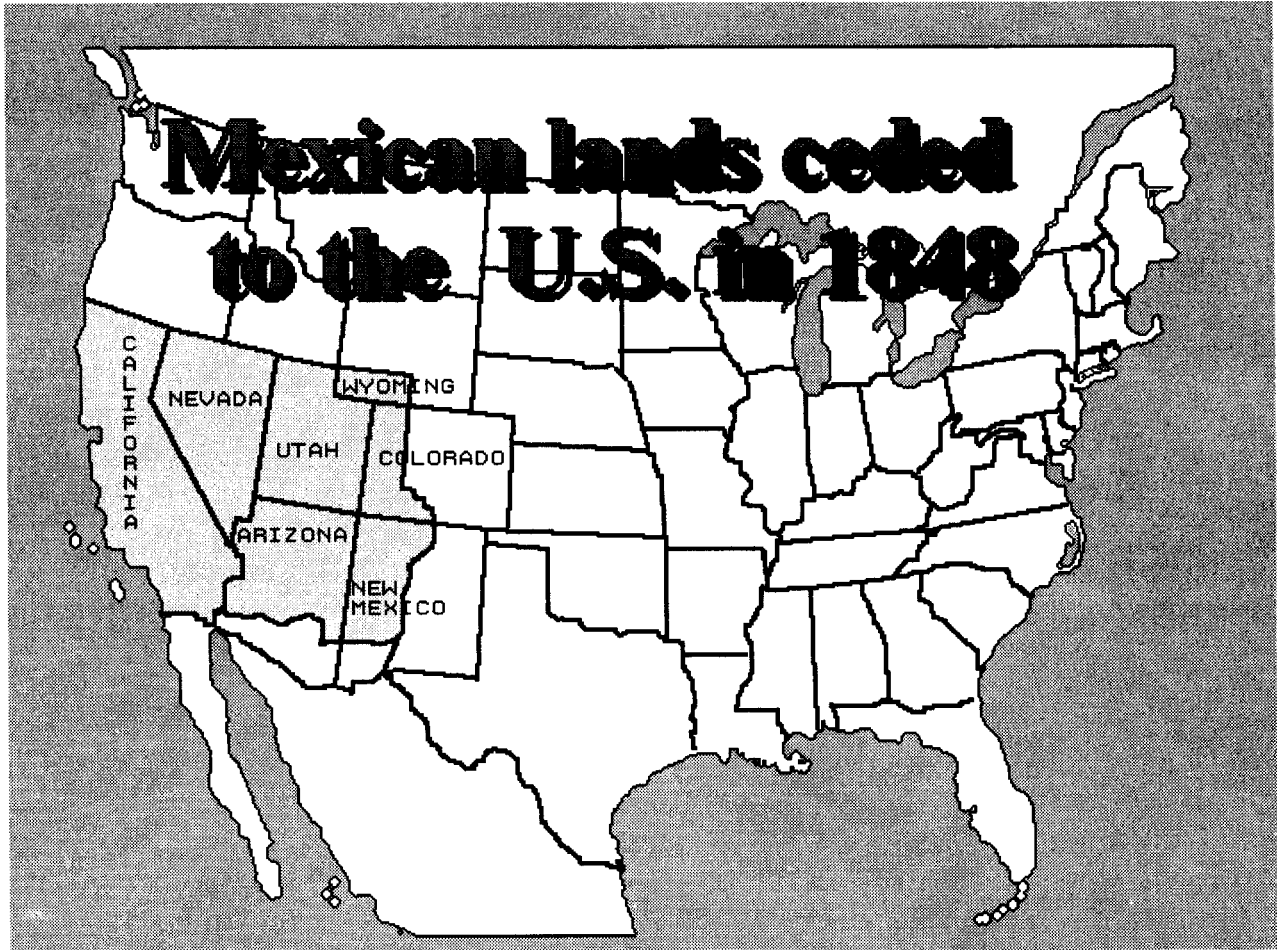 Mexican lands ceded
to the U.S. in 1848
CALIFORNIA
NEVADA
WYOMING
UTAH
COLORADO
ARIZONA
NEW
MEXICO